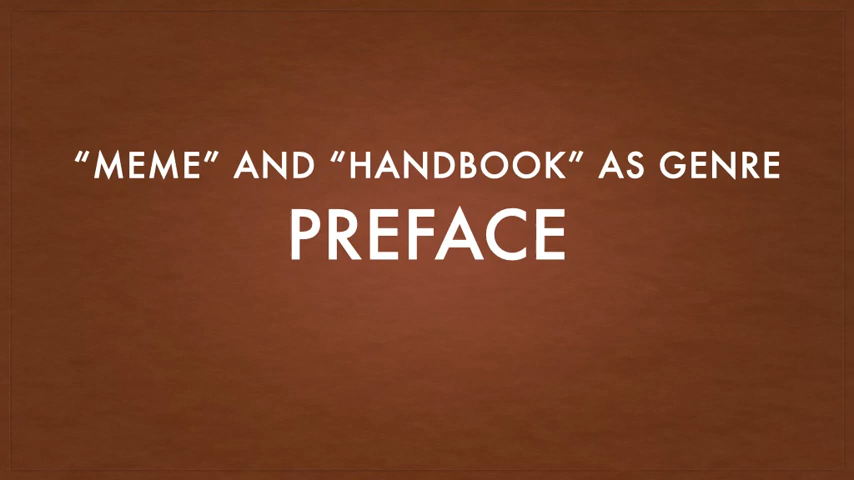 “MEME” AND “HANDBOOK” AS GENRE
PREFACE